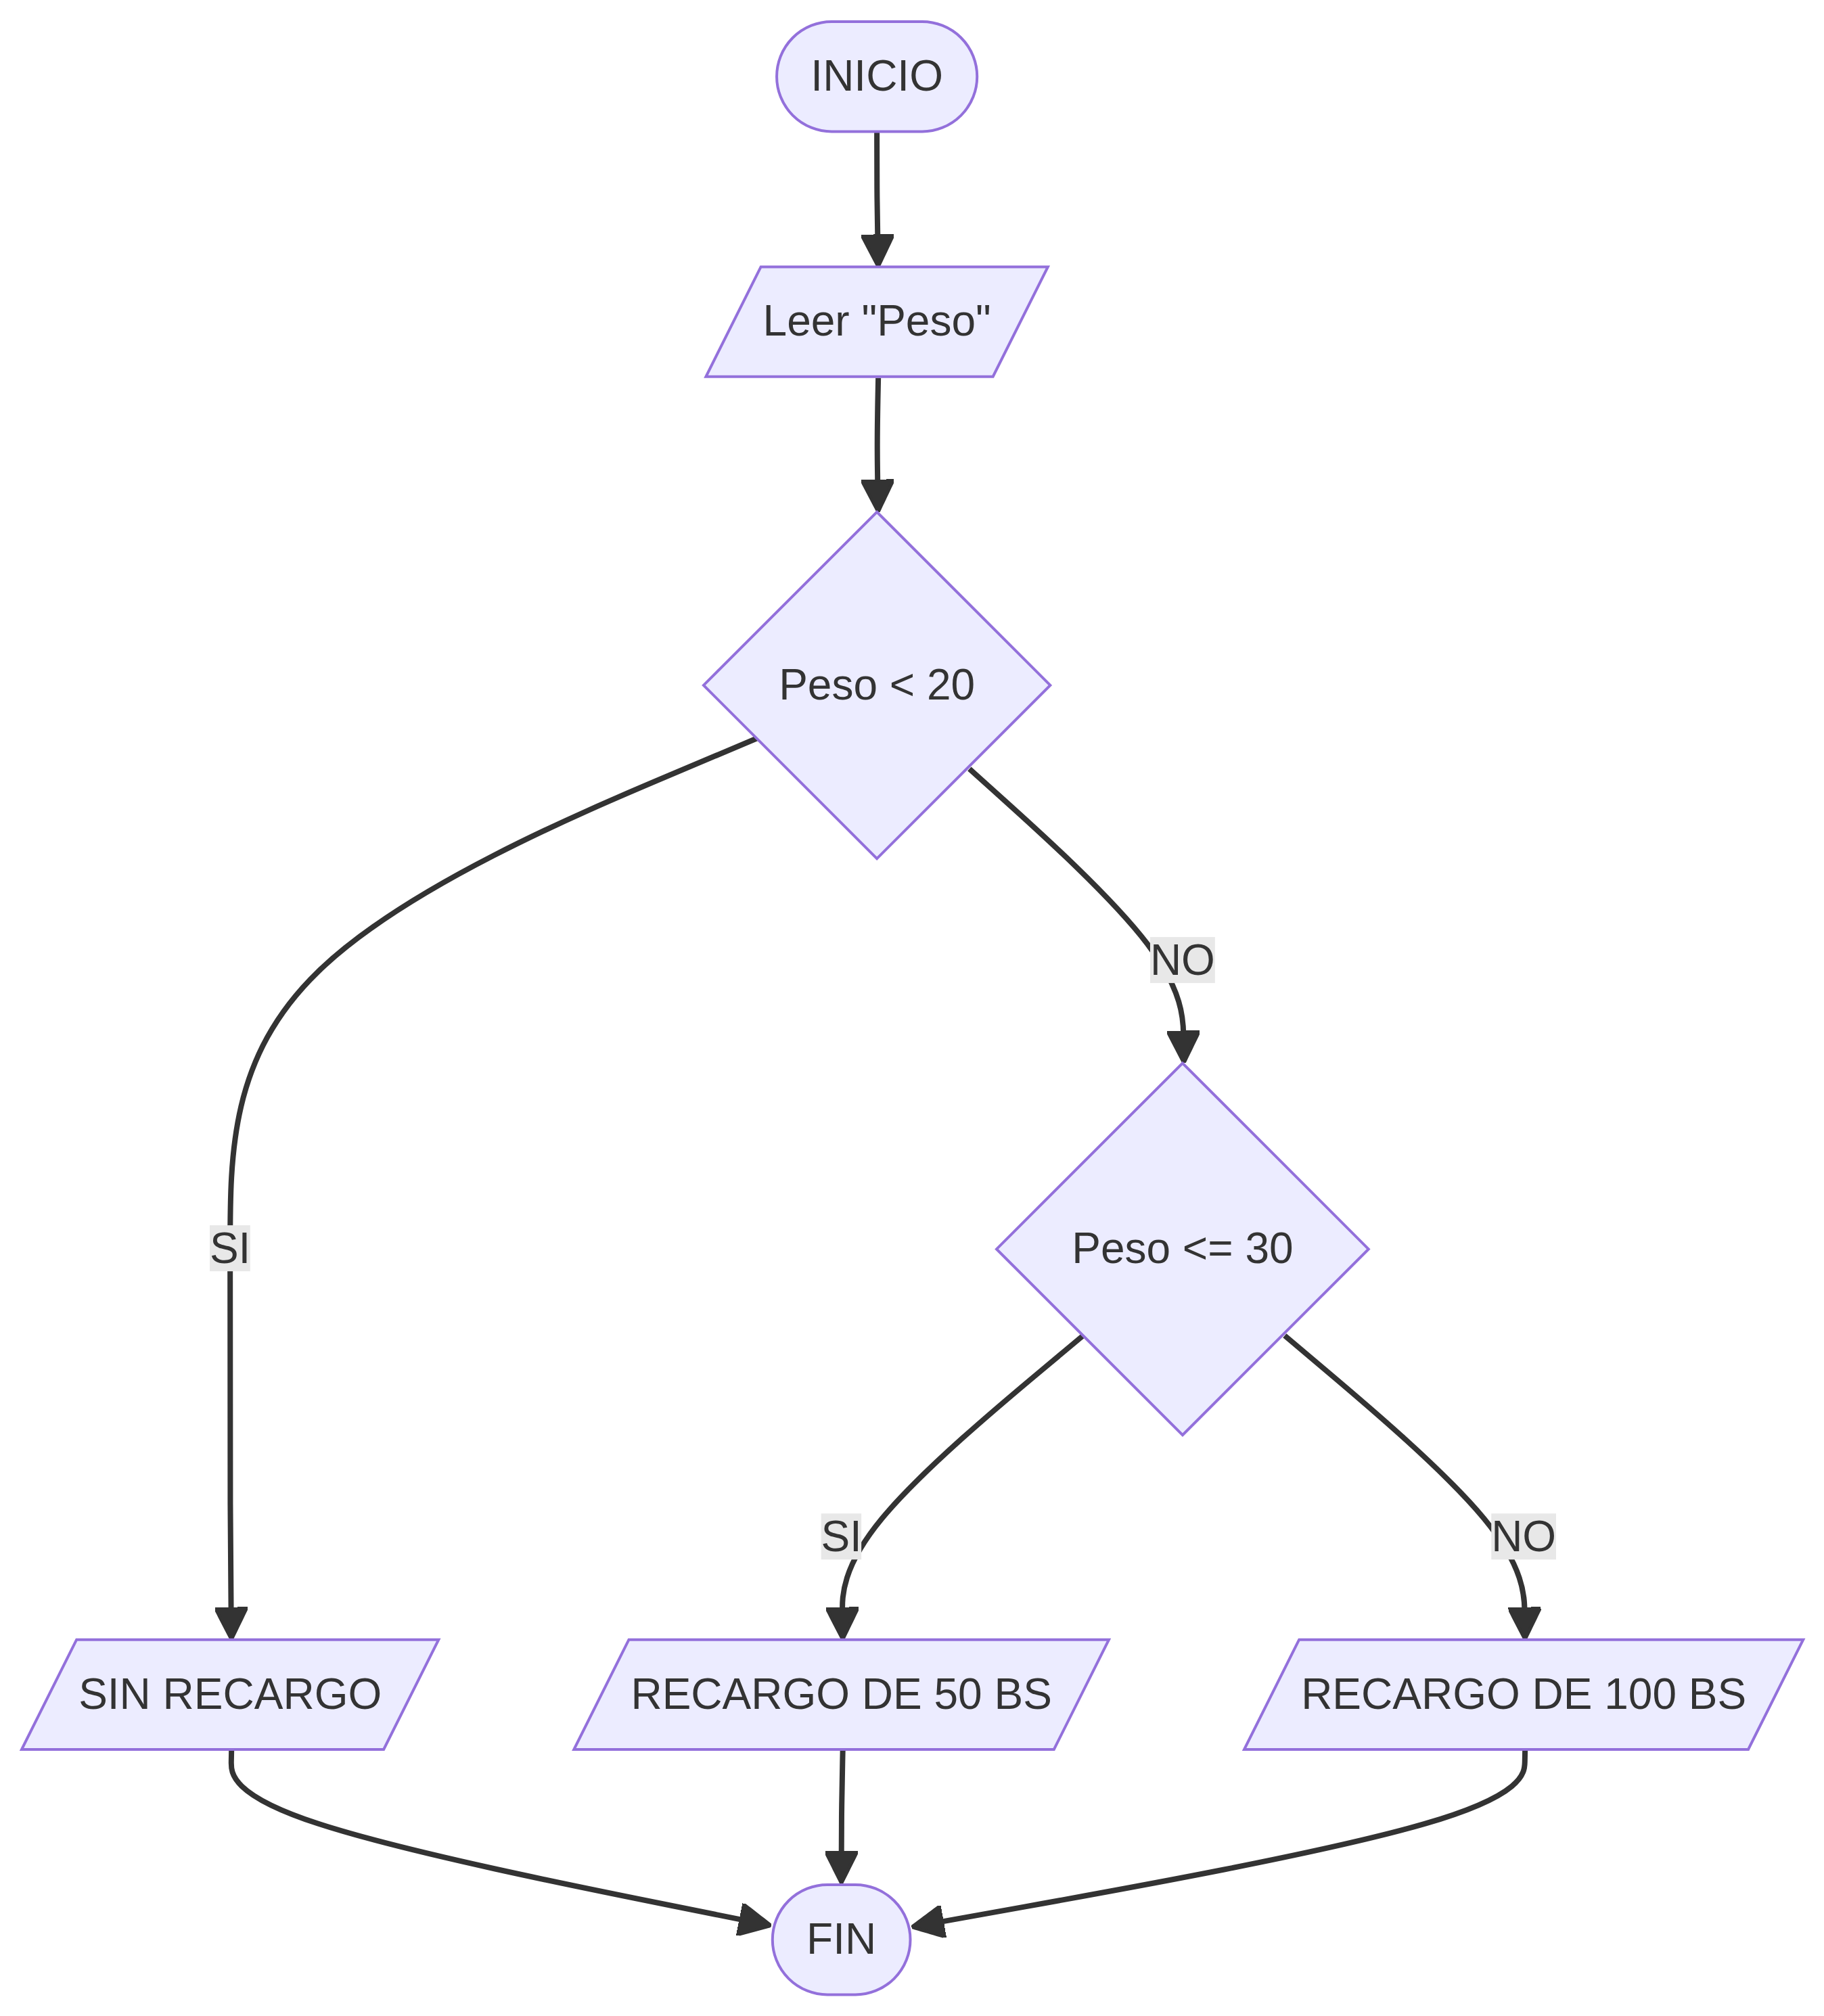 INICIO
Leer "Peso"
Peso < 20
NO
SI
Peso <= 30
SI
NO
SIN RECARGO
RECARGO DE 50 BS
RECARGO DE 100 BS
FIN